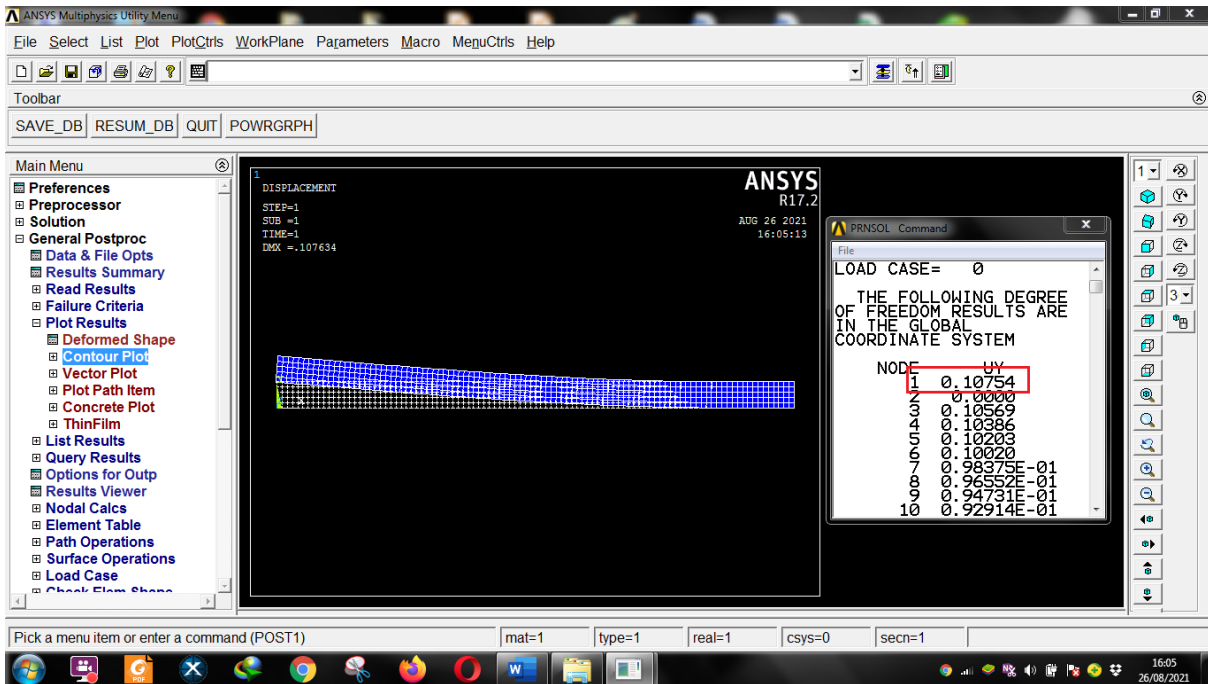 ANSYS Multiphysics Utility Menu
File Select List Plot PlotCtrls WorkPlane Parameters Macro MenuCtrls Help
Toolbar
SAVE_DB RESUM_DB QUIT POWRGRPH
Main Menu
Preferences
Preprocessor
Solution
General Postproc
Data & File Opts
Results Summary
Read Results
Failure Criteria
Plot Results
Deformed Shape
Contour Plot
Vector Plot
Plot Path Item
Concrete Plot
ThinFilm
List Results
Query Results
Options for Outp
Results Viewer
Nodal Calcs
Element Table
Path Operations
Surface Operations
Load Case
Check Elem Shape
1
DISPLACEMENT
STEP=1
SUB =1
TIME=1
DMX =.107634
ANSYS
R17.2
AUG 26 2021
16:05:13
X
PRNSOL Command
File
LOAD CASE= 0
THE FOLLOWING DEGREE
OF FREEDOM RESULTS ARE
IN THE GLOBAL
COORDINATE SYSTEM
NODE UY
1 0.10754
2 0.0000
3 0.10569
4 0.10386
5 0.10203
6 0.10020
7 0.98375E-01
8 0.96552E-01
9 0.94731E-01
10 0.92914E-01
1
3
Pick a menu item or enter a command (POST1) mat=1 type=1 real=1 csys=0 secn=1
PDF
16:05
26/08/2021